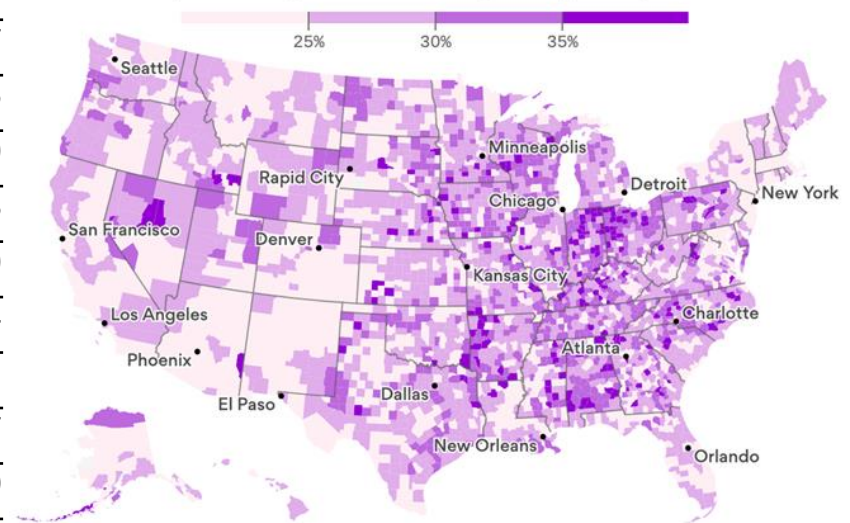 25% 30% 35%
Seattle
Minneapolis
Rapid City
Detroit
Chicago
New York
San Francisco
Denver
Kansas City
Los Angeles
Charlotte
Atlanta
Phoenix
Dallas
El Paso
New Orleans
Orlando